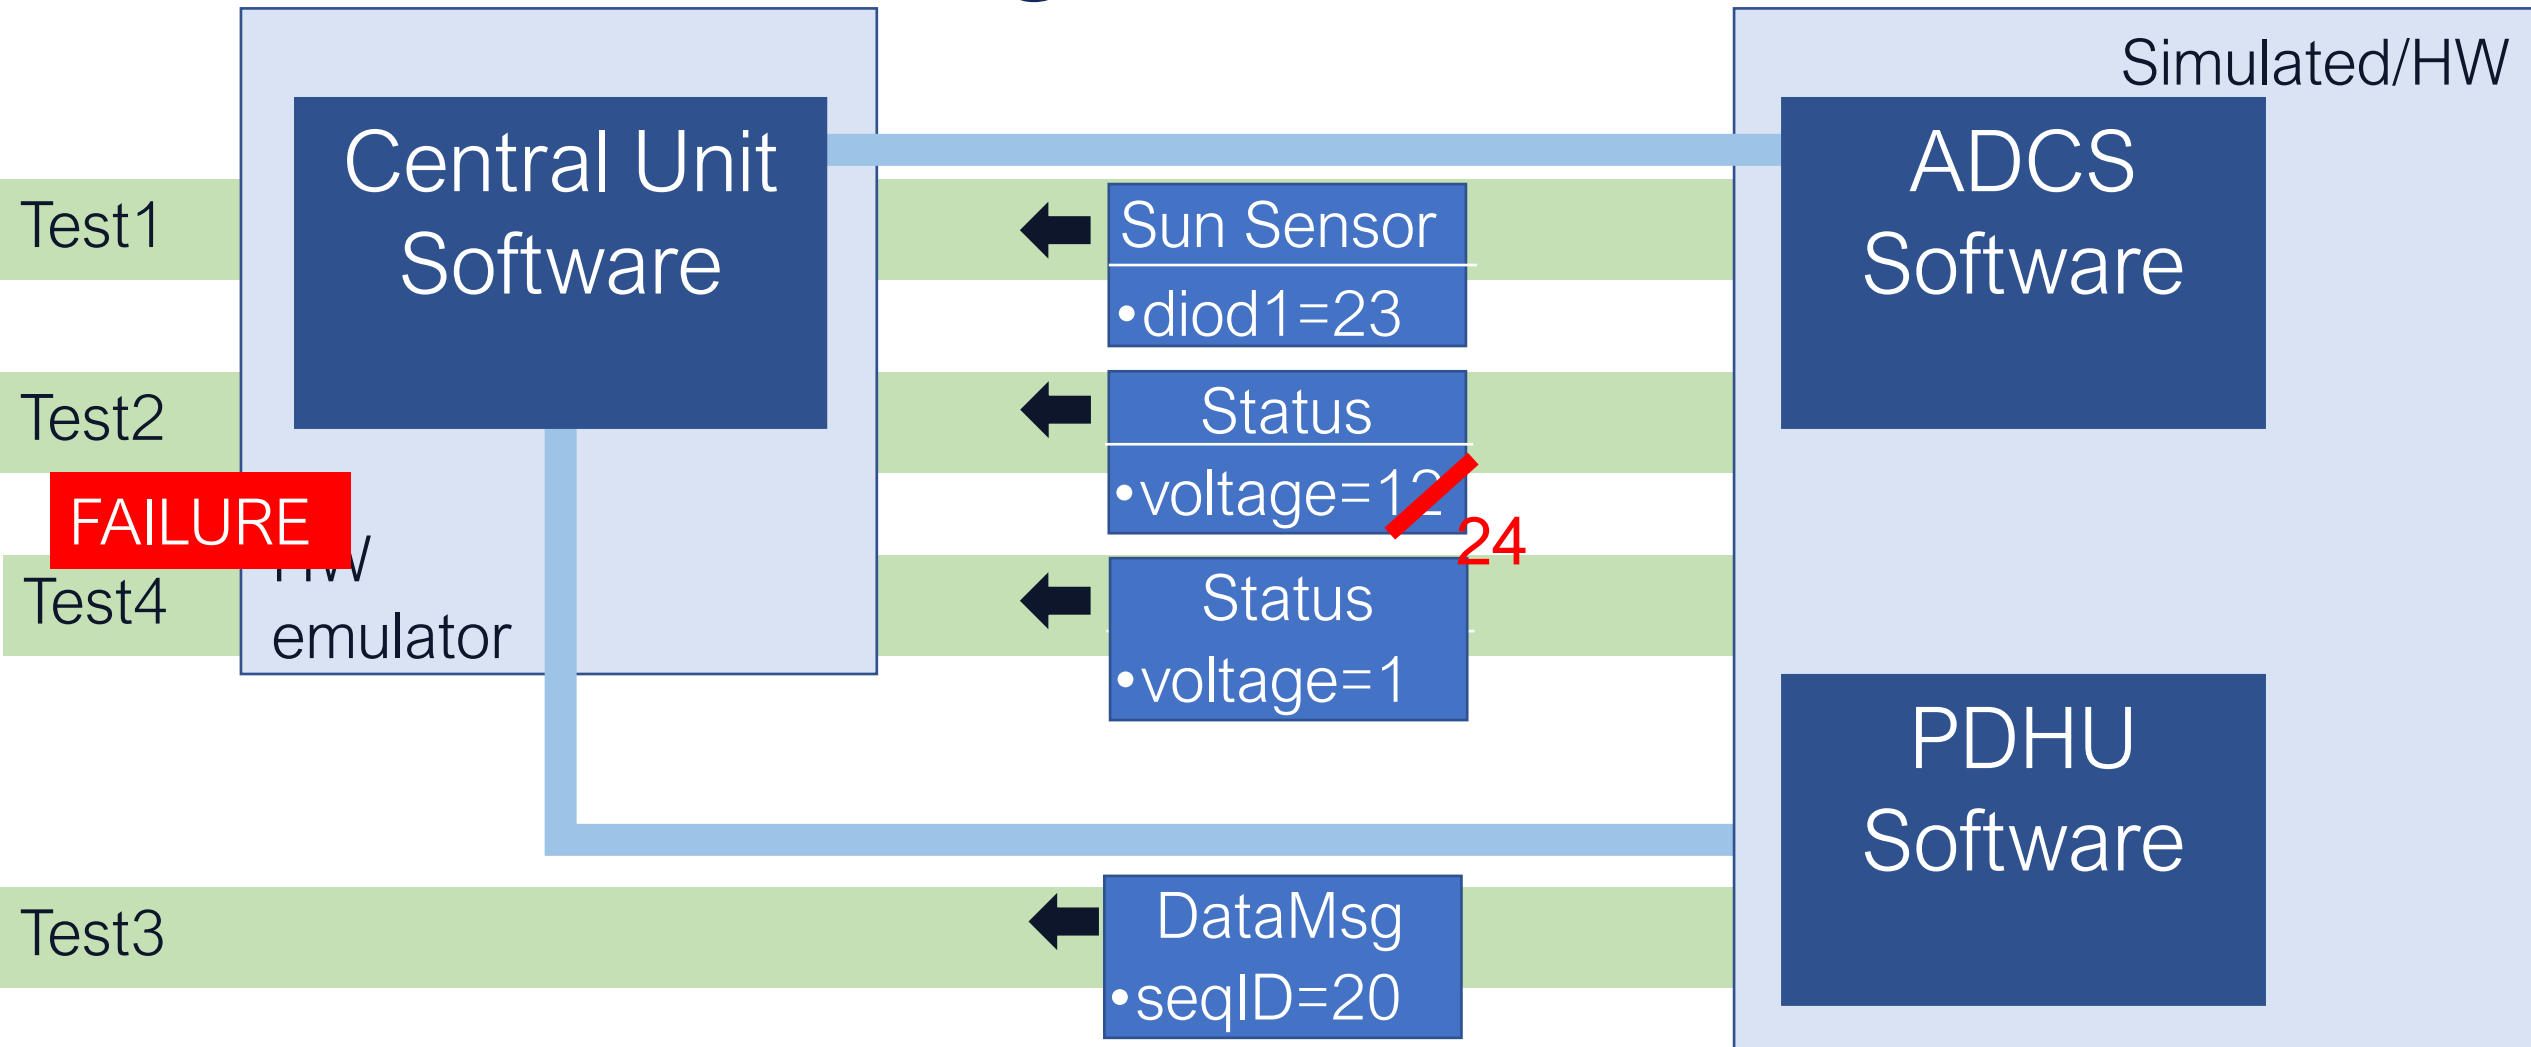 Simulated/HW
Central Unit
Software
ADCS
Software
Test1
Sun Sensor
•diod1=23
Test2
Status
•voltage=12
24
FAILURE
HW
emulator
Test4
Status
•voltage=1
PDHU
Software
Test3
DataMsg
•seqID=20